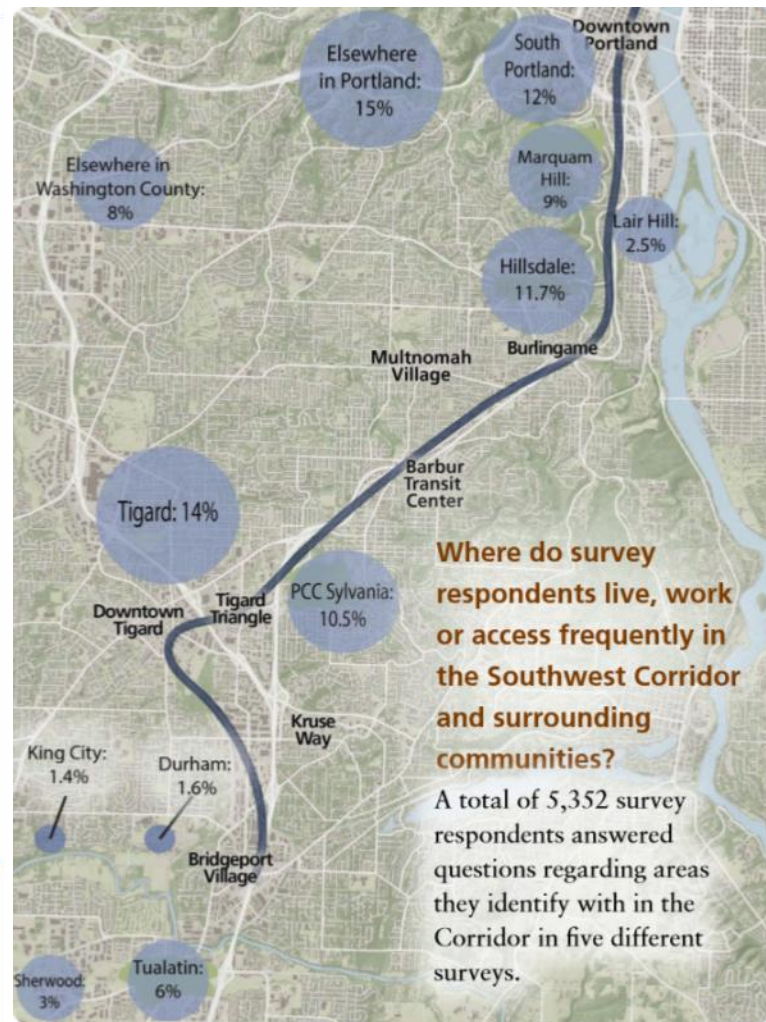 Downtown
Portland
South
Portland:
12%
Elsewhere
in Portland:
15%
Marquam
Hill:
9%
Elsewhere in
Washington County:
8%
Lair Hill:
2.5%
Hillsdale:
11.7%
Burlingame
Multnomah
Village
Barbur
Transit
Center
Tigard: 14%
PCC Sylvania:
10.5%
Tigard
Triangle
Downtown
Tigard
Kruse
Way
King City:
1.4%
Durham:
1.6%
Bridgeport
Village
Sherwood:
3%
Tualatin:
6%
Where do survey
respondents live, work
or access frequently in
the Southwest Corridor
and surrounding
communities?
A total of 5,352 survey
respondents answered
questions regarding areas
they identify with in the
Corridor in five different
surveys.